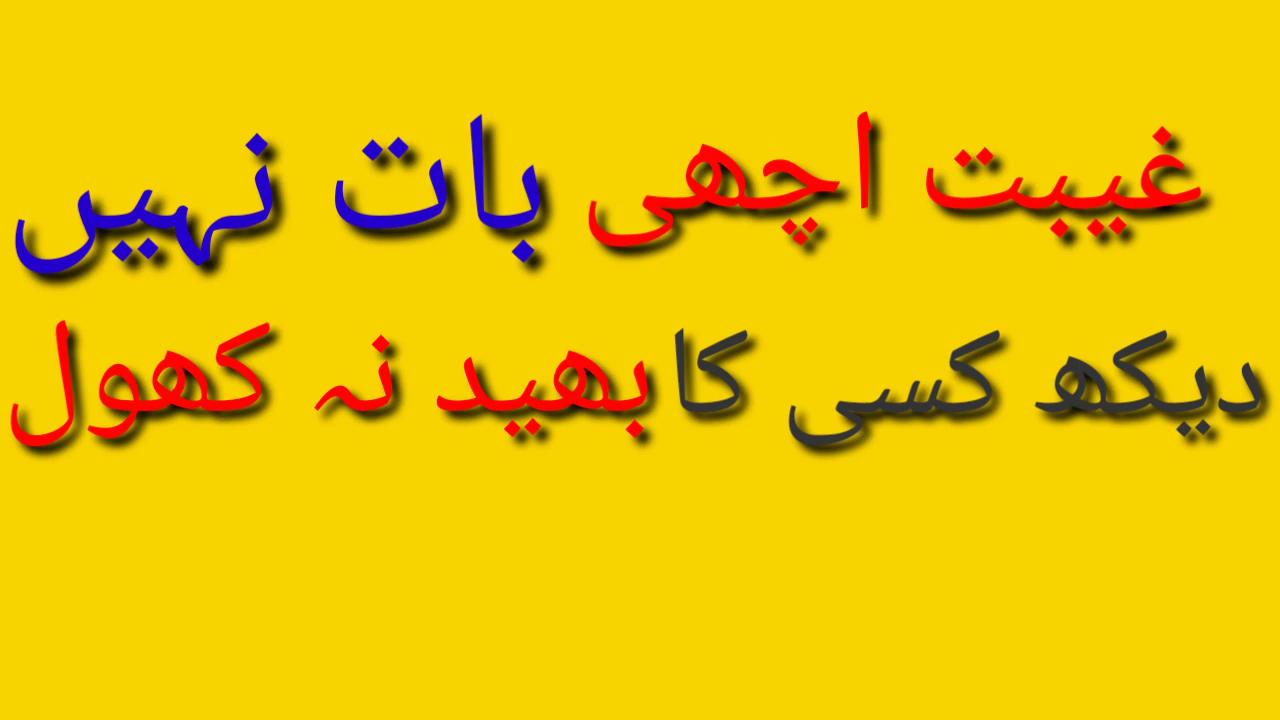 غیبت اچھی بات نہیں
دیکھ کسی کا بھید نہ کھول